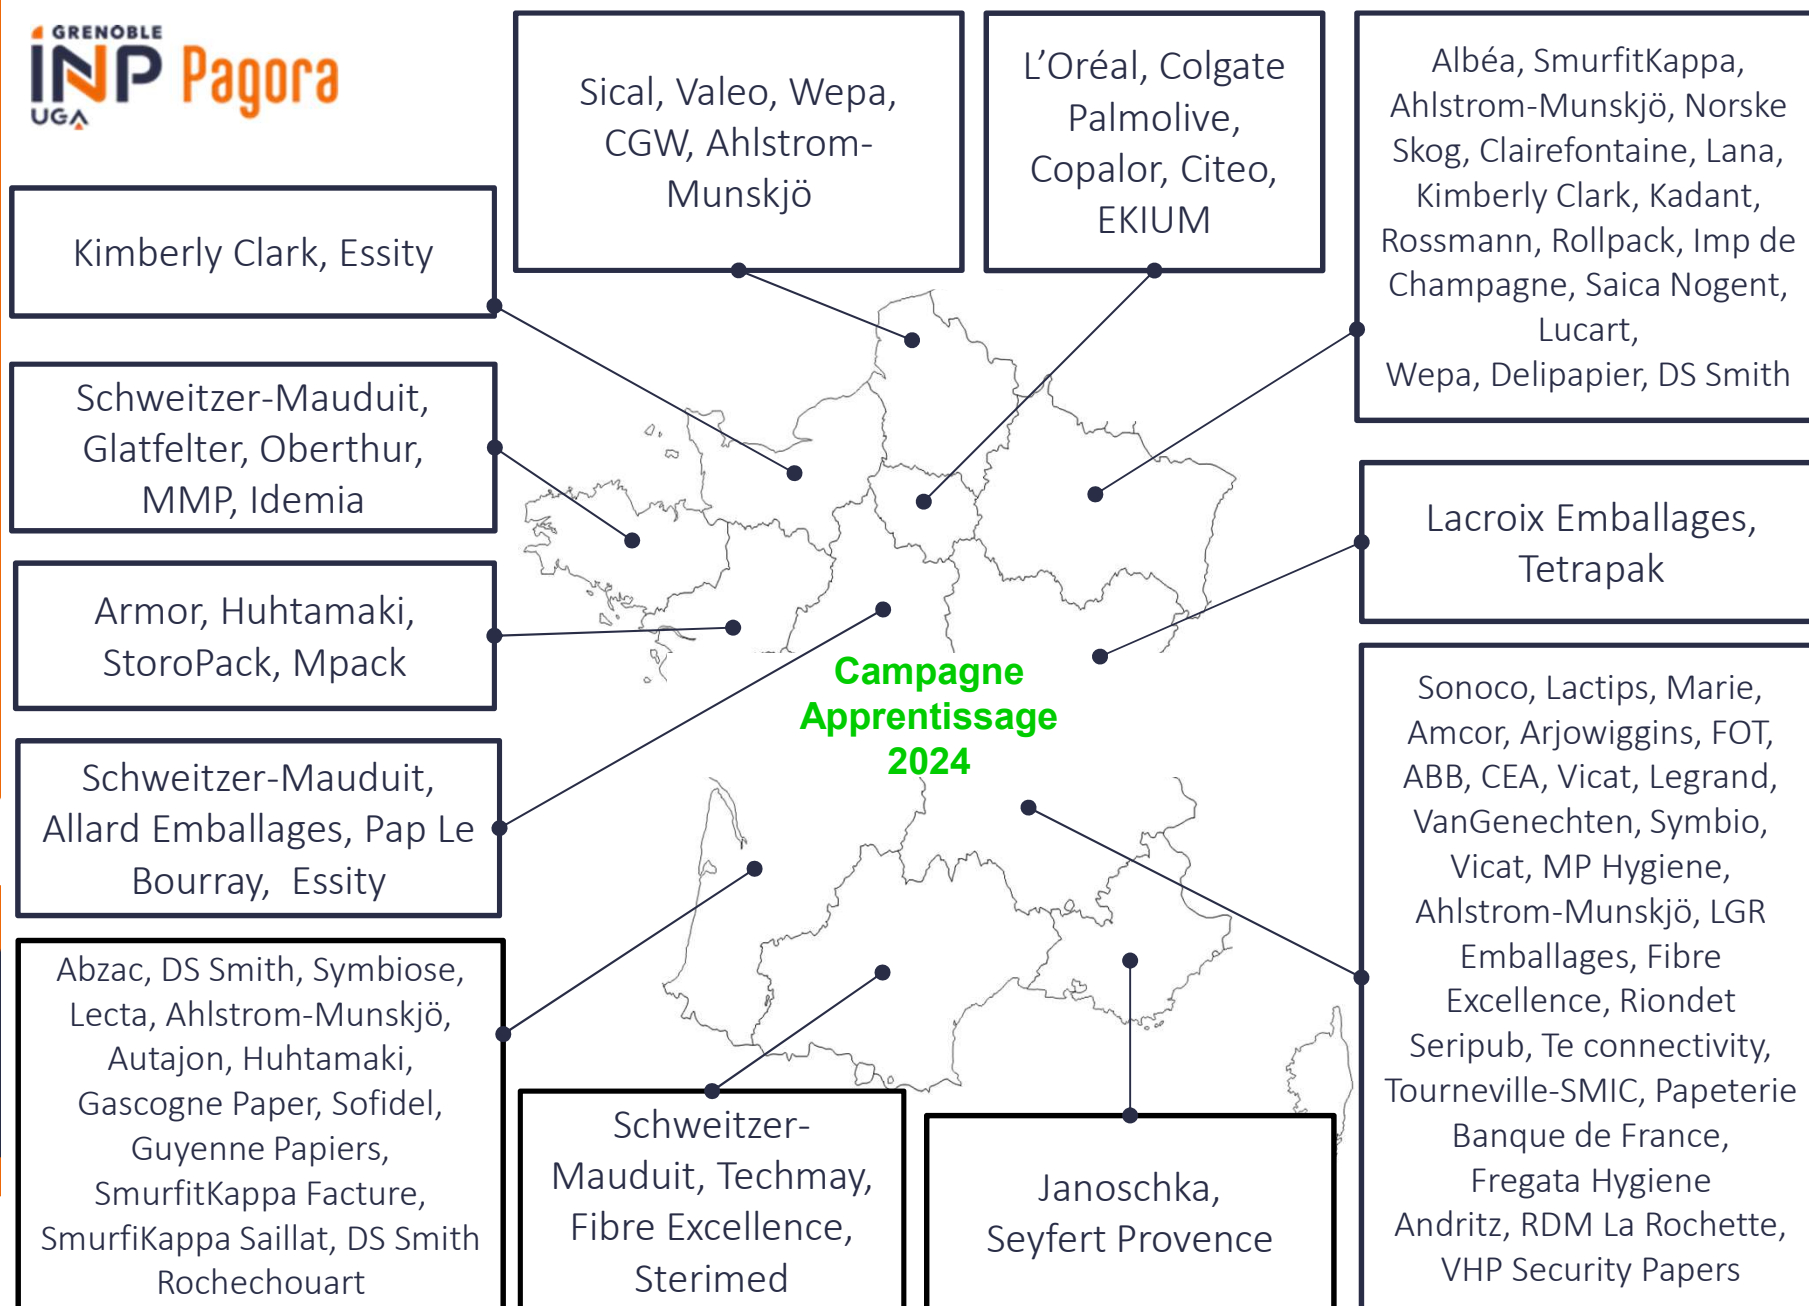 GRENOBLE
INP Pagora
UGA
Sical, Valeo, Wepa,
CGW, Ahlstrom-
Munskjö
L'Oréal, Colgate
Palmolive,
Copalor, Citeo,
EKIUM
Albéa, SmurfitKappa,
Ahlstrom-Munskjö, Norske
Skog, Clairefontaine, Lana,
Kimberly Clark, Kadant,
Rossmann, Rollpack, Imp de
Champagne, Saica Nogent,
Lucart,
Wepa, Delipapier, DS Smith
Kimberly Clark, Essity
Schweitzer-Mauduit,
Glatfelter, Oberthur,
MMP, Idemia
Lacroix Emballages,
Tetrapak
Armor, Huhtamaki,
StoroPack, Mpack
Campagne
Apprentissage
2024
Schweitzer-Mauduit,
Allard Emballages, Pap Le
Bourray, Essity
Sonoco, Lactips, Marie,
Amcor, Arjowiggins, FOT,
ABB, CEA, Vicat, Legrand,
VanGenechten, Symbio,
Vicat, MP Hygiene,
Ahlstrom-Munskjö, LGR
Emballages, Fibre
Excellence, Riondet
Seripub, Te connectivity,
Tourneville-SMIC, Papeterie
Banque de France,
Fregata Hygiene
Andritz, RDM La Rochette,
VHP Security Papers
Abzac, DS Smith, Symbiose,
Lecta, Ahlstrom-Munskjö,
Autajon, Huhtamaki,
Gascogne Paper, Sofidel,
Guyenne Papiers,
SmurfitKappa Facture,
SmurfiKappa Saillat, DS Smith
Rochechouart
Schweitzer-
Mauduit, Techmay,
Fibre Excellence,
Sterimed
Janoschka,
Seyfert Provence